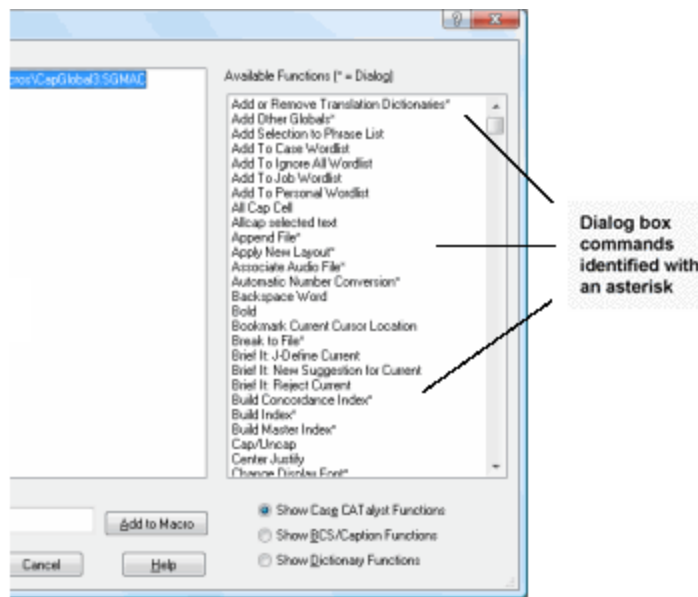 cros\CapGlobal3.SGMAC
Available Functions (* = Dialog)
Add or Remove Translation Dictionaries*
Add Other Globals*
Add Selection to Phrase List
Add To Case Wordlist
Add To Ignore All Wordlist
Add To Job Wordlist
Add To Personal Wordlist
All Cap Cell
Allcap selected text
Append File*
Apply New Layout*
Associate Audio File*
Automatic Number Conversion*
Backspace Word
Bold
Bookmark Current Cursor Location
Break to File*
Brief It: J-Define Current
Brief It: New Suggestion for Current
Brief It: Reject Current
Build Concordance Index*
Build Index*
Build Master Index*
Cap/Uncap
Center Justify
Change Display Font*
Dialog box
commands
identified with
an asterisk
Add to Macro
Cancel
Help
Show Case CATalyst Functions
Show BCS/Caption Functions
Show Dictionary Functions